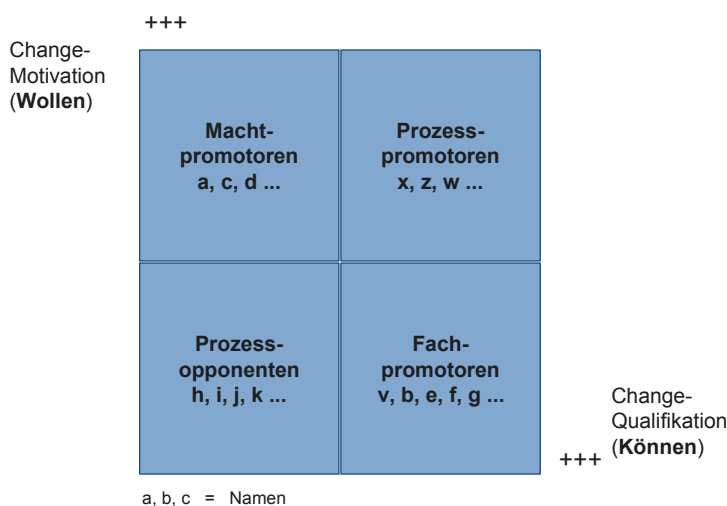 +++
Change-
Motivation
(Wollen)
Macht-
promotoren
a, c, d ...
Prozess-
promotoren
x, z, w ...
Prozess-
opponenten
h, i, j, k ...
Fach-
promotoren
v, b, e, f, g ...
Change-
Qualifikation
(Können)
+++
a, b, c = Namen